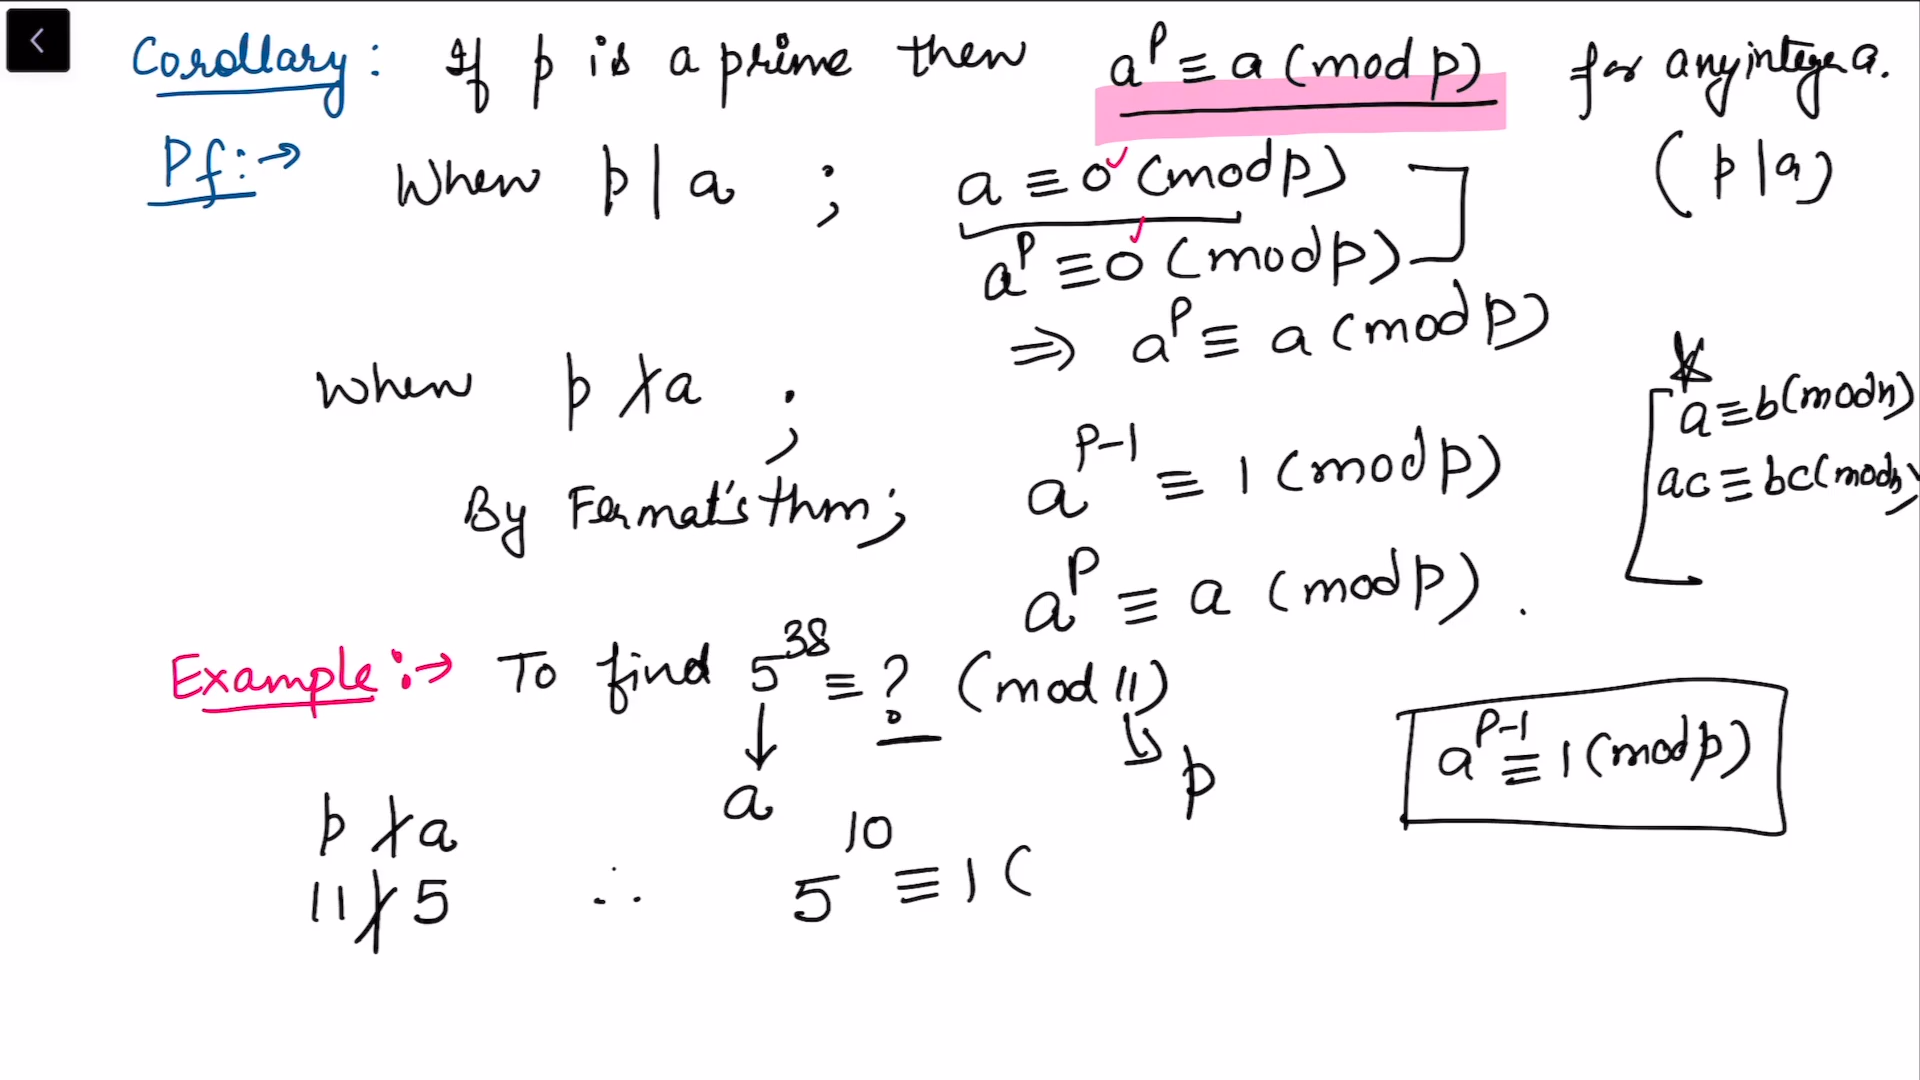 Corollary: If p is a prime then a^p ≡ a (mod p) for any integer a.
Pf:→ When p | a ; a ≡ 0 (mod p) (p | a)
a^p ≡ 0 (mod p)
⇒ a^p ≡ a (mod p)
When p ∤ a ; a^{p-1} ≡ 1 (mod p)
a ≡ b (mod n)
ac ≡ bc (mod n)
By Fermat's thm;
a^p ≡ a (mod p).
Example:→ To find 5^{38} ≡ ? (mod 11)
a p
a^{p-1} ≡ 1 (mod p)
p ∤ a
11 ∤ 5 ∴ 5^{10} ≡ 1 (